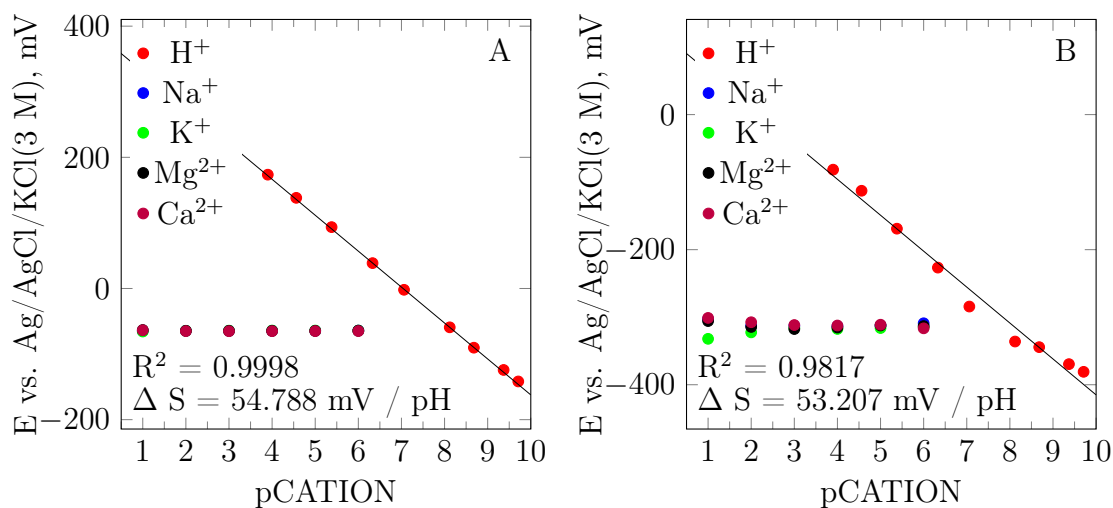 E vs. Ag/AgCl/KCl(3 M), mV
400
200
0
−200
A
H⁺
Na⁺
K⁺
Mg²⁺
Ca²⁺
R² = 0.9998
Δ S = 54.788 mV / pH
1 2 3 4 5 6 7 8 9 10
pCATION
E vs. Ag/AgCl/KCl(3 M), mV
0
−200
−400
B
H⁺
Na⁺
K⁺
Mg²⁺
Ca²⁺
R² = 0.9817
Δ S = 53.207 mV / pH
1 2 3 4 5 6 7 8 9 10
pCATION